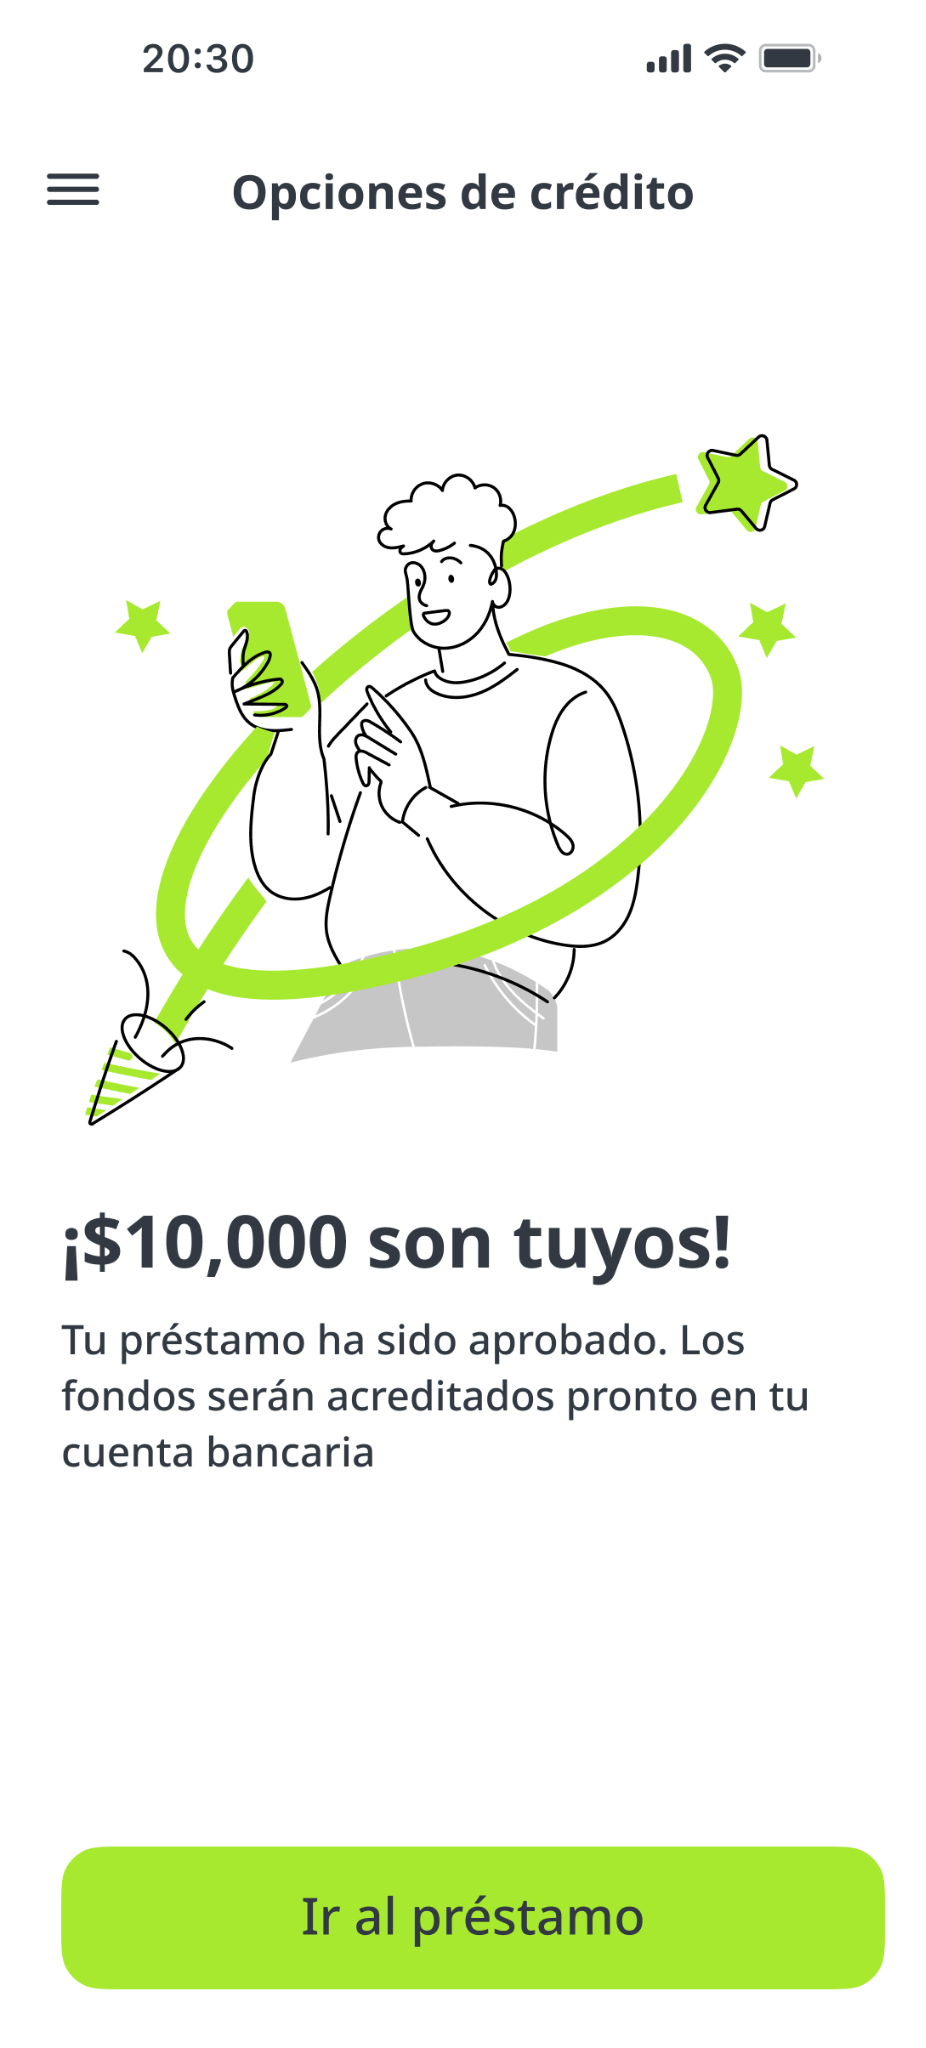 20:30
Opciones de crédito
¡$10,000 son tuyos!
Tu préstamo ha sido aprobado. Los
fondos serán acreditados pronto en tu
cuenta bancaria
Ir al préstamo